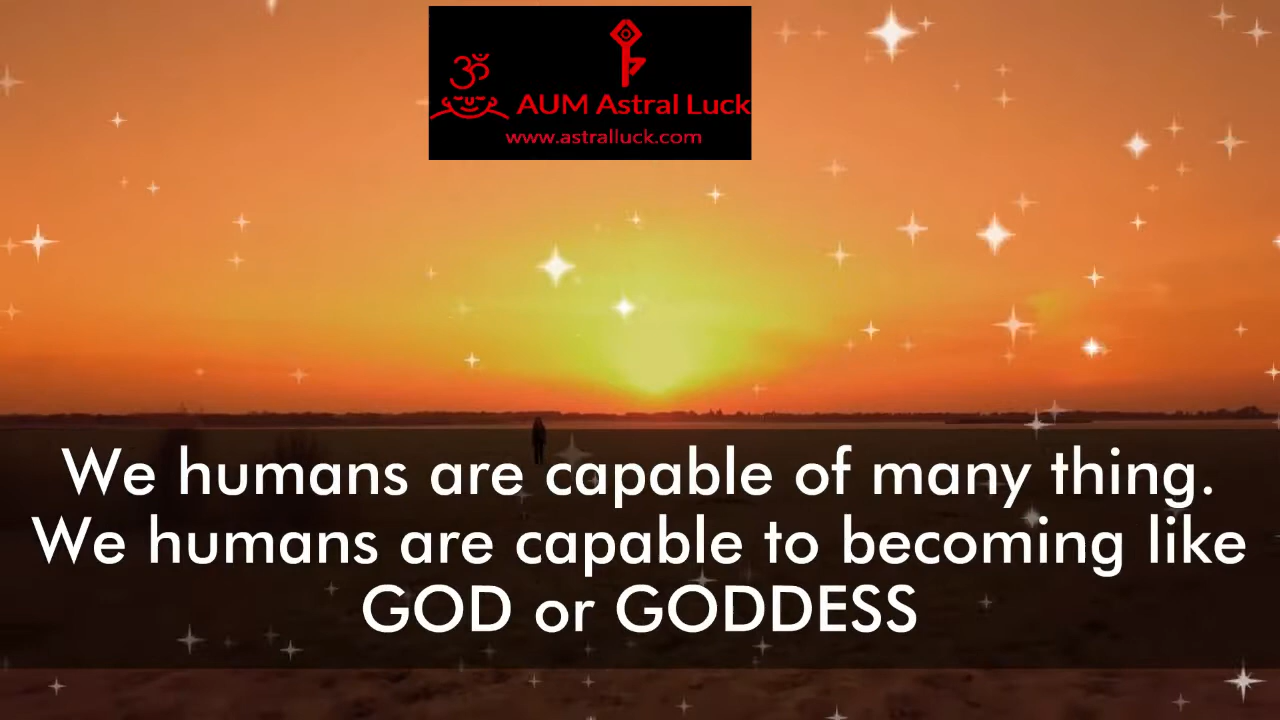 ॐ
AUM Astral Luck
www.astralluck.com
We humans are capable of many thing.
We humans are capable to becoming like
GOD or GODDESS